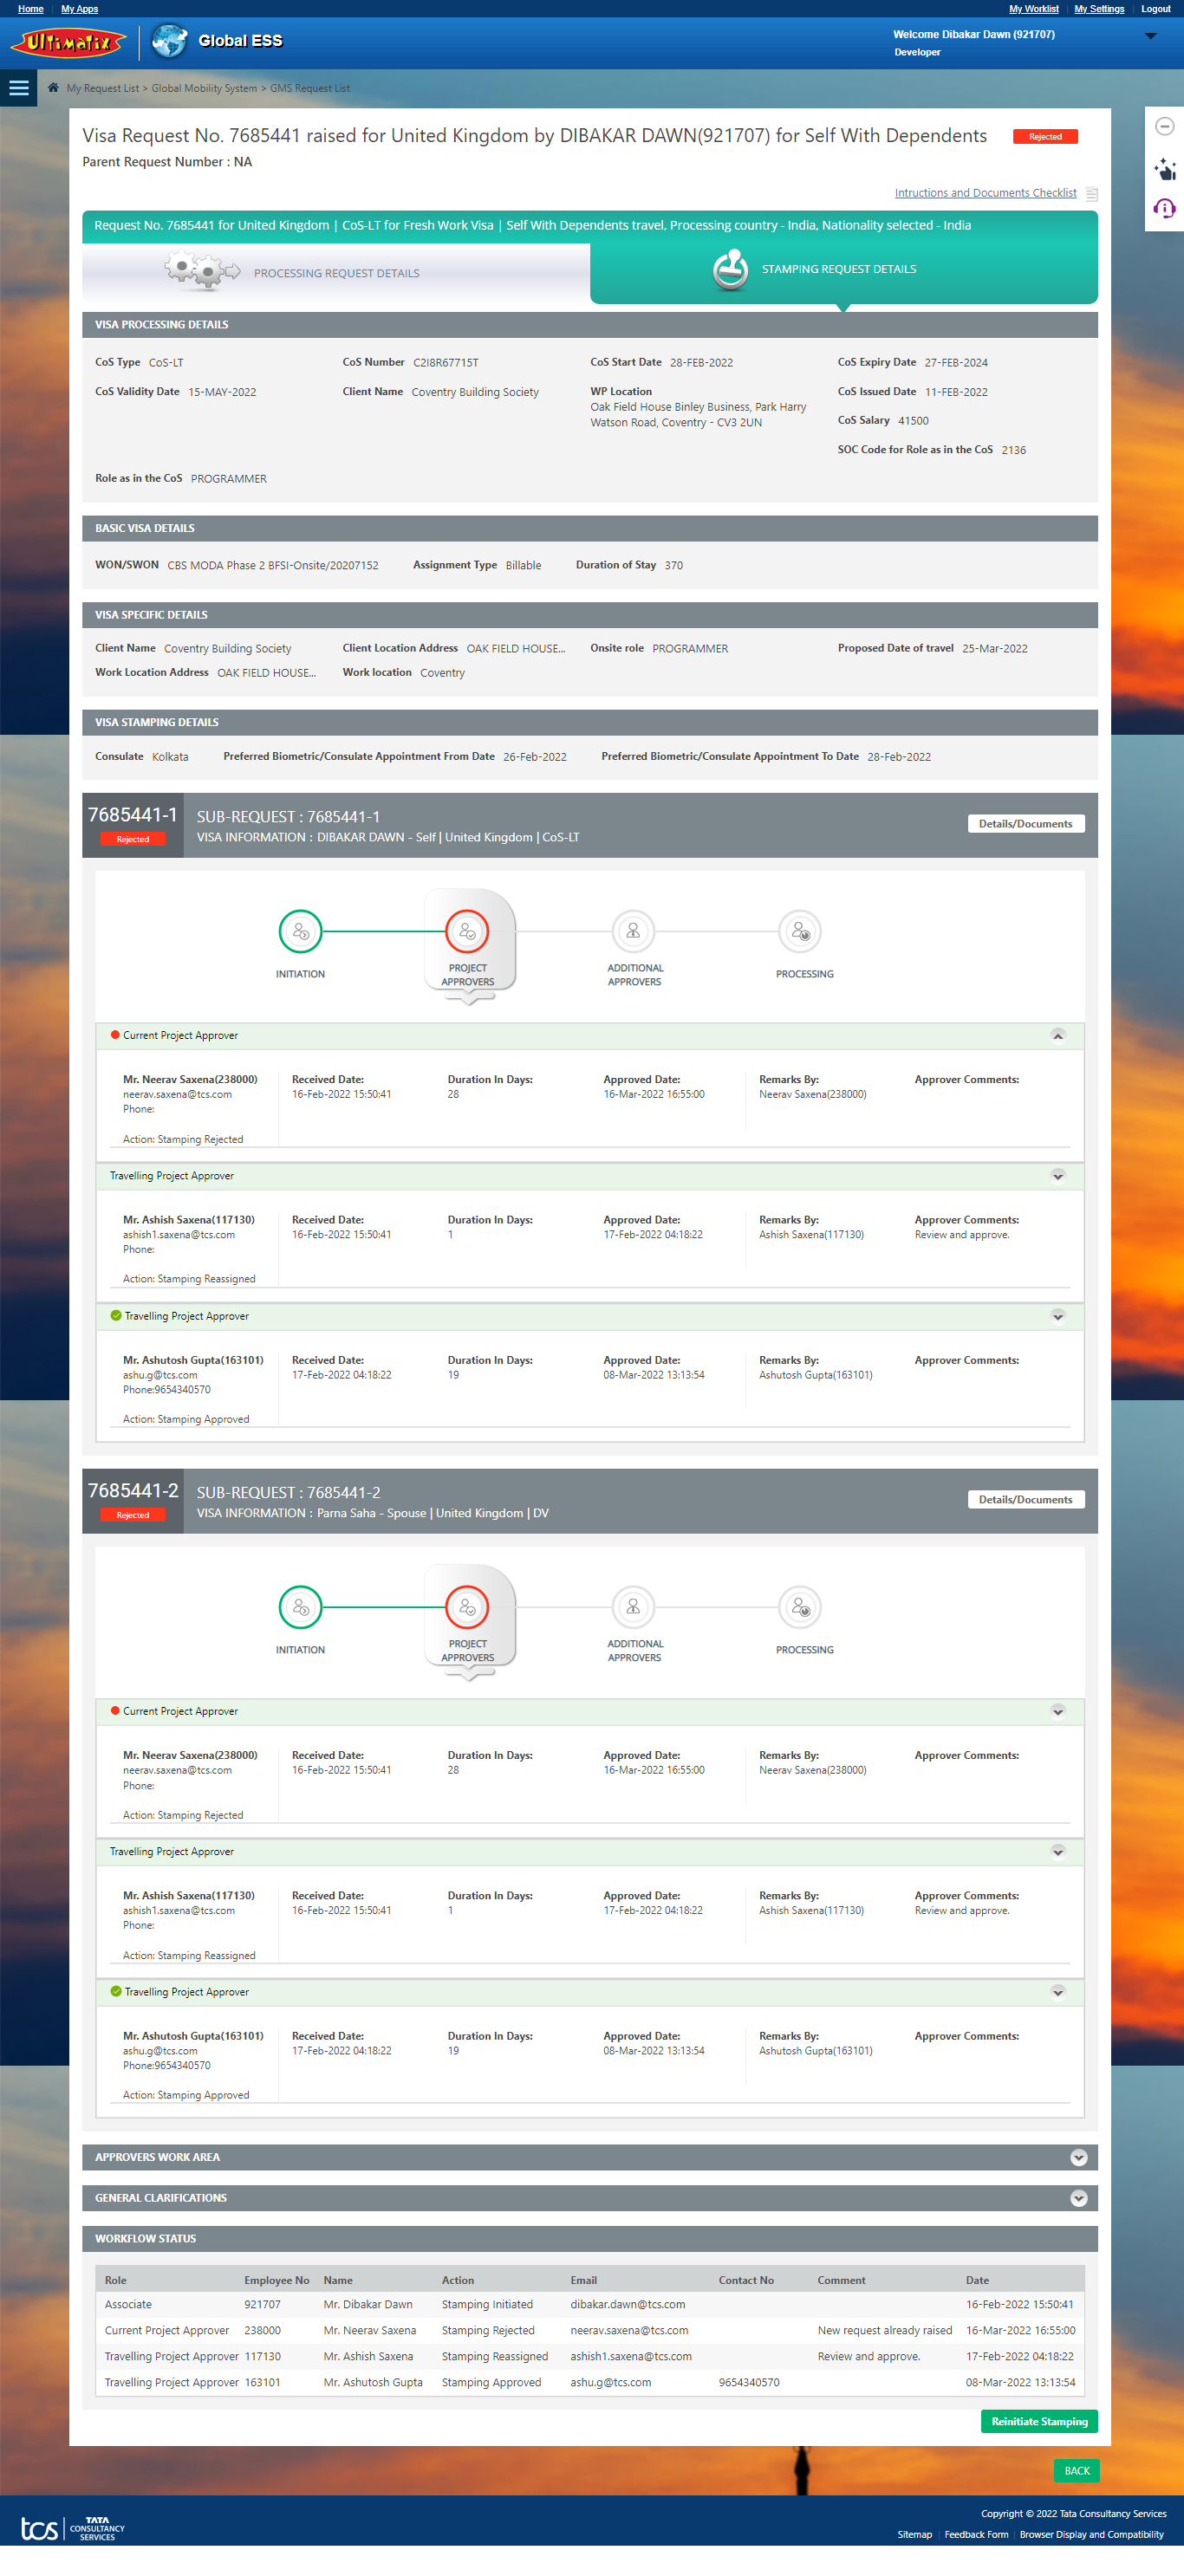 Home My Apps My Worklist My Settings Logout
Ultimatix Global ESS Welcome Dibakar Dawn (921707)
Developer
My Request List > Global Mobility System > GMS Request List
Visa Request No. 7685441 raised for United Kingdom by DIBAKAR DAWN(921707) for Self With Dependents Rejected
Parent Request Number : NA
Intructions and Documents Checklist
Request No. 7685441 for United Kingdom | CoS-LT for Fresh Work Visa | Self With Dependents travel, Processing country - India, Nationality selected - India
PROCESSING REQUEST DETAILS STAMPING REQUEST DETAILS
VISA PROCESSING DETAILS
CoS Type CoS-LT CoS Number C2I8R67715T CoS Start Date 28-FEB-2022 CoS Expiry Date 27-FEB-2024
CoS Validity Date 15-MAY-2022 Client Name Coventry Building Society WP Location CoS Issued Date 11-FEB-2022
Oak Field House Binley Business, Park Harry
Watson Road, Coventry - CV3 2UN CoS Salary 41500
SOC Code for Role as in the CoS 2136
Role as in the CoS PROGRAMMER
BASIC VISA DETAILS
WON/SWON CBS MODA Phase 2 BFSI-Onsite/20207152 Assignment Type Billable Duration of Stay 370
VISA SPECIFIC DETAILS
Client Name Coventry Building Society Client Location Address OAK FIELD HOUSE... Onsite role PROGRAMMER Proposed Date of travel 25-Mar-2022
Work Location Address OAK FIELD HOUSE... Work location Coventry
VISA STAMPING DETAILS
Consulate Kolkata Preferred Biometric/Consulate Appointment From Date 26-Feb-2022 Preferred Biometric/Consulate Appointment To Date 28-Feb-2022
7685441-1 SUB-REQUEST : 7685441-1
Rejected VISA INFORMATION : DIBAKAR DAWN - Self | United Kingdom | CoS-LT Details/Documents
INITIATION PROJECT APPROVERS ADDITIONAL APPROVERS PROCESSING
Current Project Approver
Mr. Neerav Saxena(238000) Received Date: Duration In Days: Approved Date: Remarks By: Approver Comments:
neerav.saxena@tcs.com 16-Feb-2022 15:50:41 28 16-Mar-2022 16:55:00 Neerav Saxena(238000)
Phone:
Action: Stamping Rejected
Travelling Project Approver
Mr. Ashish Saxena(117130) Received Date: Duration In Days: Approved Date: Remarks By: Approver Comments:
ashish1.saxena@tcs.com 16-Feb-2022 15:50:41 1 17-Feb-2022 04:18:22 Ashish Saxena(117130) Review and approve.
Phone:
Action: Stamping Reassigned
Travelling Project Approver
Mr. Ashutosh Gupta(163101) Received Date: Duration In Days: Approved Date: Remarks By: Approver Comments:
ashu.g@tcs.com 17-Feb-2022 04:18:22 19 08-Mar-2022 13:13:54 Ashutosh Gupta(163101)
Phone:9654340570
Action: Stamping Approved
7685441-2 SUB-REQUEST : 7685441-2
Rejected VISA INFORMATION : Parna Saha - Spouse | United Kingdom | DV Details/Documents
INITIATION PROJECT APPROVERS ADDITIONAL APPROVERS PROCESSING
Current Project Approver
Mr. Neerav Saxena(238000) Received Date: Duration In Days: Approved Date: Remarks By: Approver Comments:
neerav.saxena@tcs.com 16-Feb-2022 15:50:41 28 16-Mar-2022 16:55:00 Neerav Saxena(238000)
Phone:
Action: Stamping Rejected
Travelling Project Approver
Mr. Ashish Saxena(117130) Received Date: Duration In Days: Approved Date: Remarks By: Approver Comments:
ashish1.saxena@tcs.com 16-Feb-2022 15:50:41 1 17-Feb-2022 04:18:22 Ashish Saxena(117130) Review and approve.
Phone:
Action: Stamping Reassigned
Travelling Project Approver
Mr. Ashutosh Gupta(163101) Received Date: Duration In Days: Approved Date: Remarks By: Approver Comments:
ashu.g@tcs.com 17-Feb-2022 04:18:22 19 08-Mar-2022 13:13:54 Ashutosh Gupta(163101)
Phone:9654340570
Action: Stamping Approved
APPROVERS WORK AREA
GENERAL CLARIFICATIONS
WORKFLOW STATUS
Role Employee No Name Action Email Contact No Comment Date
Associate 921707 Mr. Dibakar Dawn Stamping Initiated dibakar.dawn@tcs.com 16-Feb-2022 15:50:41
Current Project Approver 238000 Mr. Neerav Saxena Stamping Rejected neerav.saxena@tcs.com New request already raised 16-Mar-2022 16:55:00
Travelling Project Approver 117130 Mr. Ashish Saxena Stamping Reassigned ashish1.saxena@tcs.com Review and approve. 17-Feb-2022 04:18:22
Travelling Project Approver 163101 Mr. Ashutosh Gupta Stamping Approved ashu.g@tcs.com 9654340570 08-Mar-2022 13:13:54
Reinitiate Stamping
BACK
tcs TATA CONSULTANCY SERVICES Copyright © 2022 Tata Consultancy Services
Sitemap Feedback Form Browser Display and Compatibility